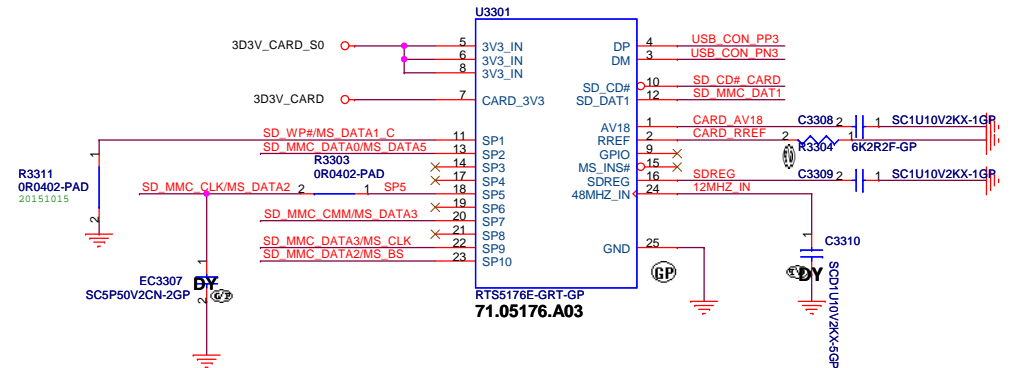 U3301
3D3V_CARD_S0
5
6
8
3V3_IN
3V3_IN
3V3_IN
3D3V_CARD
7
CARD_3V3
DP
DM
4
3
USB_CON_PP3
USB_CON_PN3
SD_CD#
SD_DAT1
10
12
SD_CD#_CARD
SD_MMC_DAT1
AV18
RREF
GPIO
MS_INS#
SDREG
48MHZ_IN
1
2
9
15
16
24
CARD_AV18
CARD_RREF
SDREG
12MHZ_IN
C3308
2
1
SC1U10V2KX-1GP
2
1
R3304
6K2R2F-GP
C3309
2
1
SC1U10V2KX-1GP
SD_WP#/MS_DATA1_C
11
SP1
SD_MMC_DATA0/MS_DATA5
13
SP2
14
SP3
17
SP4
R3303
0R0402-PAD
SD_MMC_CLK/MS_DATA2
2
1
SP5
18
SP5
19
SP6
SD_MMC_CMM/MS_DATA3
20
SP7
21
SP8
SD_MMC_DATA3/MS_CLK
22
SP9
SD_MMC_DATA2/MS_BS
23
SP10
1
R3311
0R0402-PAD
20151015
2
GND
25
1
EC3307
SC5P50V2CN-2GP
DY
2
RTS5176E-GRT-GP
71.05176.A03
GP
1
C3310
DY
2
SCD1U10V2KX-5GP